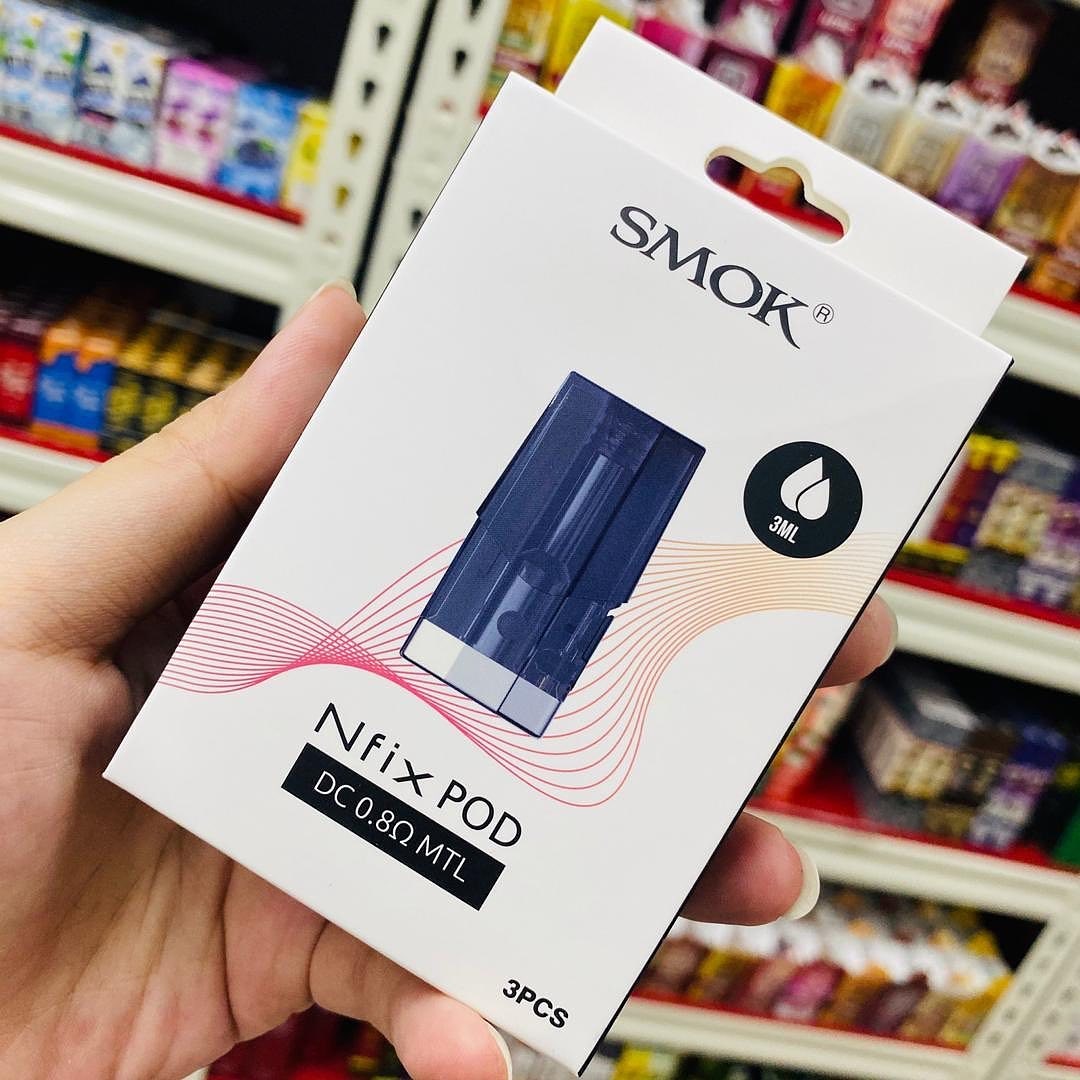 SMOK®
3ML
Nfix POD
DC 0.8Ω MTL
3PCS